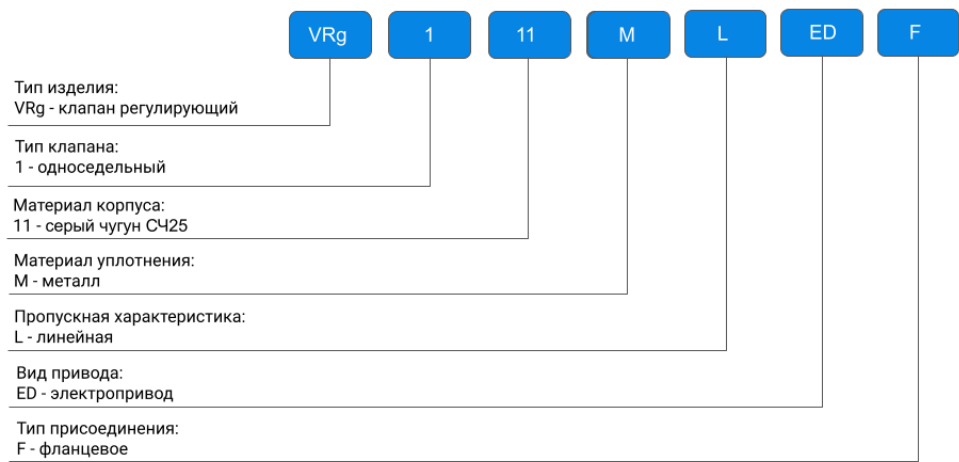 VRg 1 11 M L ED F
Тип изделия:
VRg - клапан регулирующий
Тип клапана:
1 - односедельный
Материал корпуса:
11 - серый чугун СЧ25
Материал уплотнения:
М - металл
Пропускная характеристика:
L - линейная
Вид привода:
ED - электропривод
Тип присоединения:
F - фланцевое